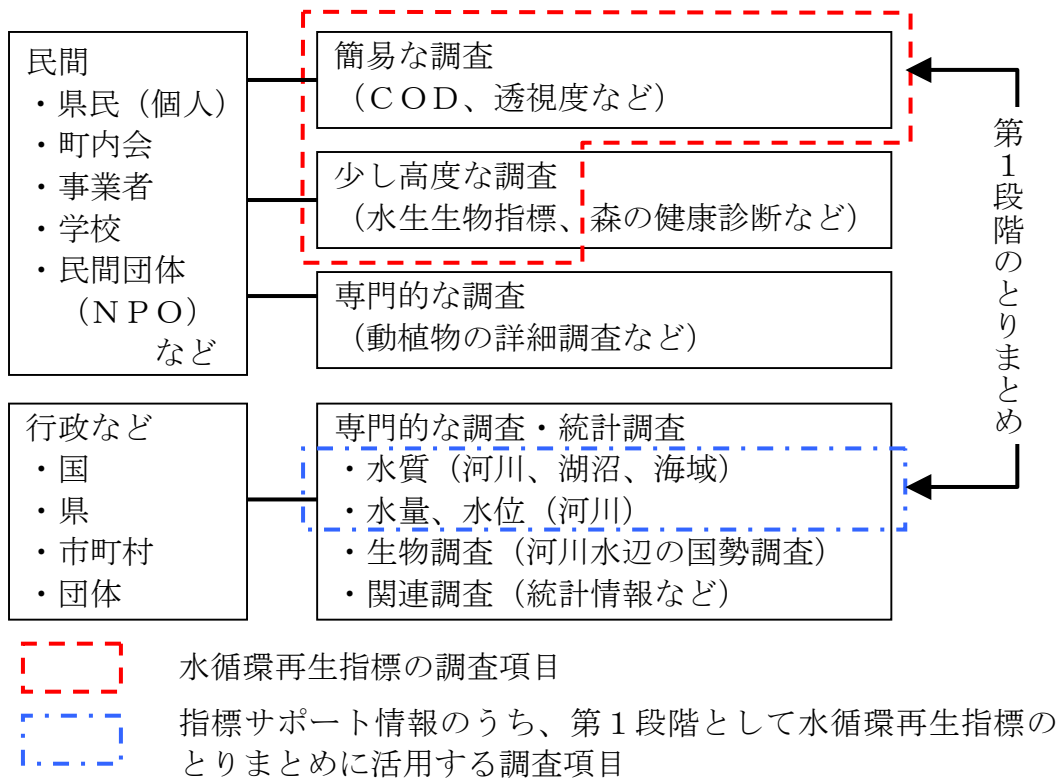 民間
・県民（個人）
・町内会
・事業者
・学校
・民間団体
（ＮＰＯ）
など
簡易な調査
（ＣＯＤ、透視度など）
少し高度な調査
（水生生物指標、森の健康診断など）
専門的な調査
（動植物の詳細調査など）
第１段階のとりまとめ
行政など
・国
・県
・市町村
・団体
専門的な調査・統計調査
・水質（河川、湖沼、海域）
・水量、水位（河川）
・生物調査（河川水辺の国勢調査）
・関連調査（統計情報など）
水循環再生指標の調査項目
指標サポート情報のうち、第１段階として水循環再生指標の
とりまとめに活用する調査項目